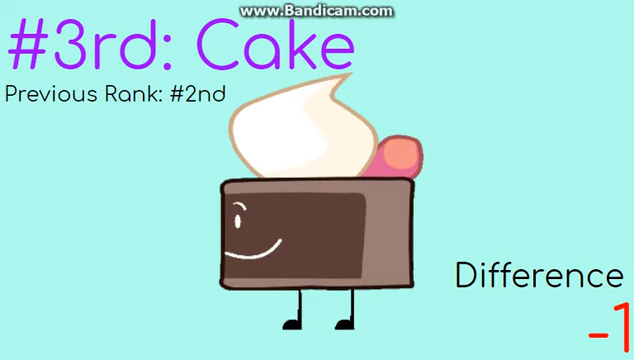 www.Bandicam.com
#3rd: Cake
Previous Rank: #2nd
Difference
-1